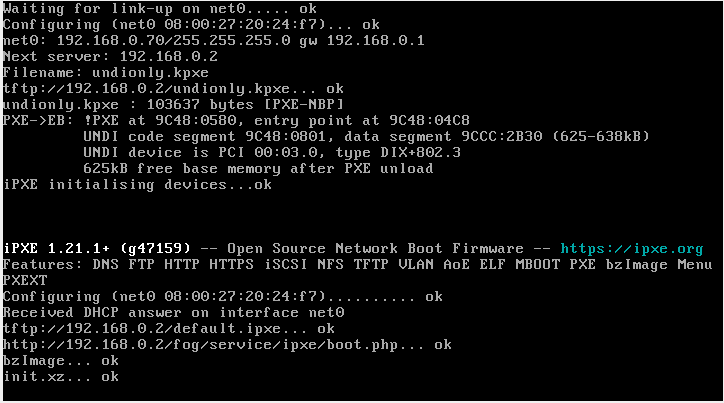 Waiting for link-up on net0..... ok
Configuring (net0 08:00:27:20:24:f7)... ok
net0: 192.168.0.70/255.255.255.0 gw 192.168.0.1
Next server: 192.168.0.2
Filename: undionly.kpxe
tftp://192.168.0.2/undionly.kpxe... ok
undionly.kpxe : 103637 bytes [PXE-NBP]
PXE->EB: !PXE at 9C48:0580, entry point at 9C48:04C8
UNDI code segment 9C48:0801, data segment 9CCC:2B30 (625-638kB)
UNDI device is PCI 00:03.0, type DIX+802.3
625kB free base memory after PXE unload
iPXE initialising devices...ok
iPXE 1.21.1+ (g47159) -- Open Source Network Boot Firmware -- https://ipxe.org
Features: DNS FTP HTTP HTTPS iSCSI NFS TFTP VLAN AoE ELF MBOOT PXE bzImage Menu
PXEXT
Configuring (net0 08:00:27:20:24:f7).......... ok
Received DHCP answer on interface net0
tftp://192.168.0.2/default.ipxe... ok
http://192.168.0.2/fog/service/ipxe/boot.php... ok
bzImage... ok
init.xz... ok